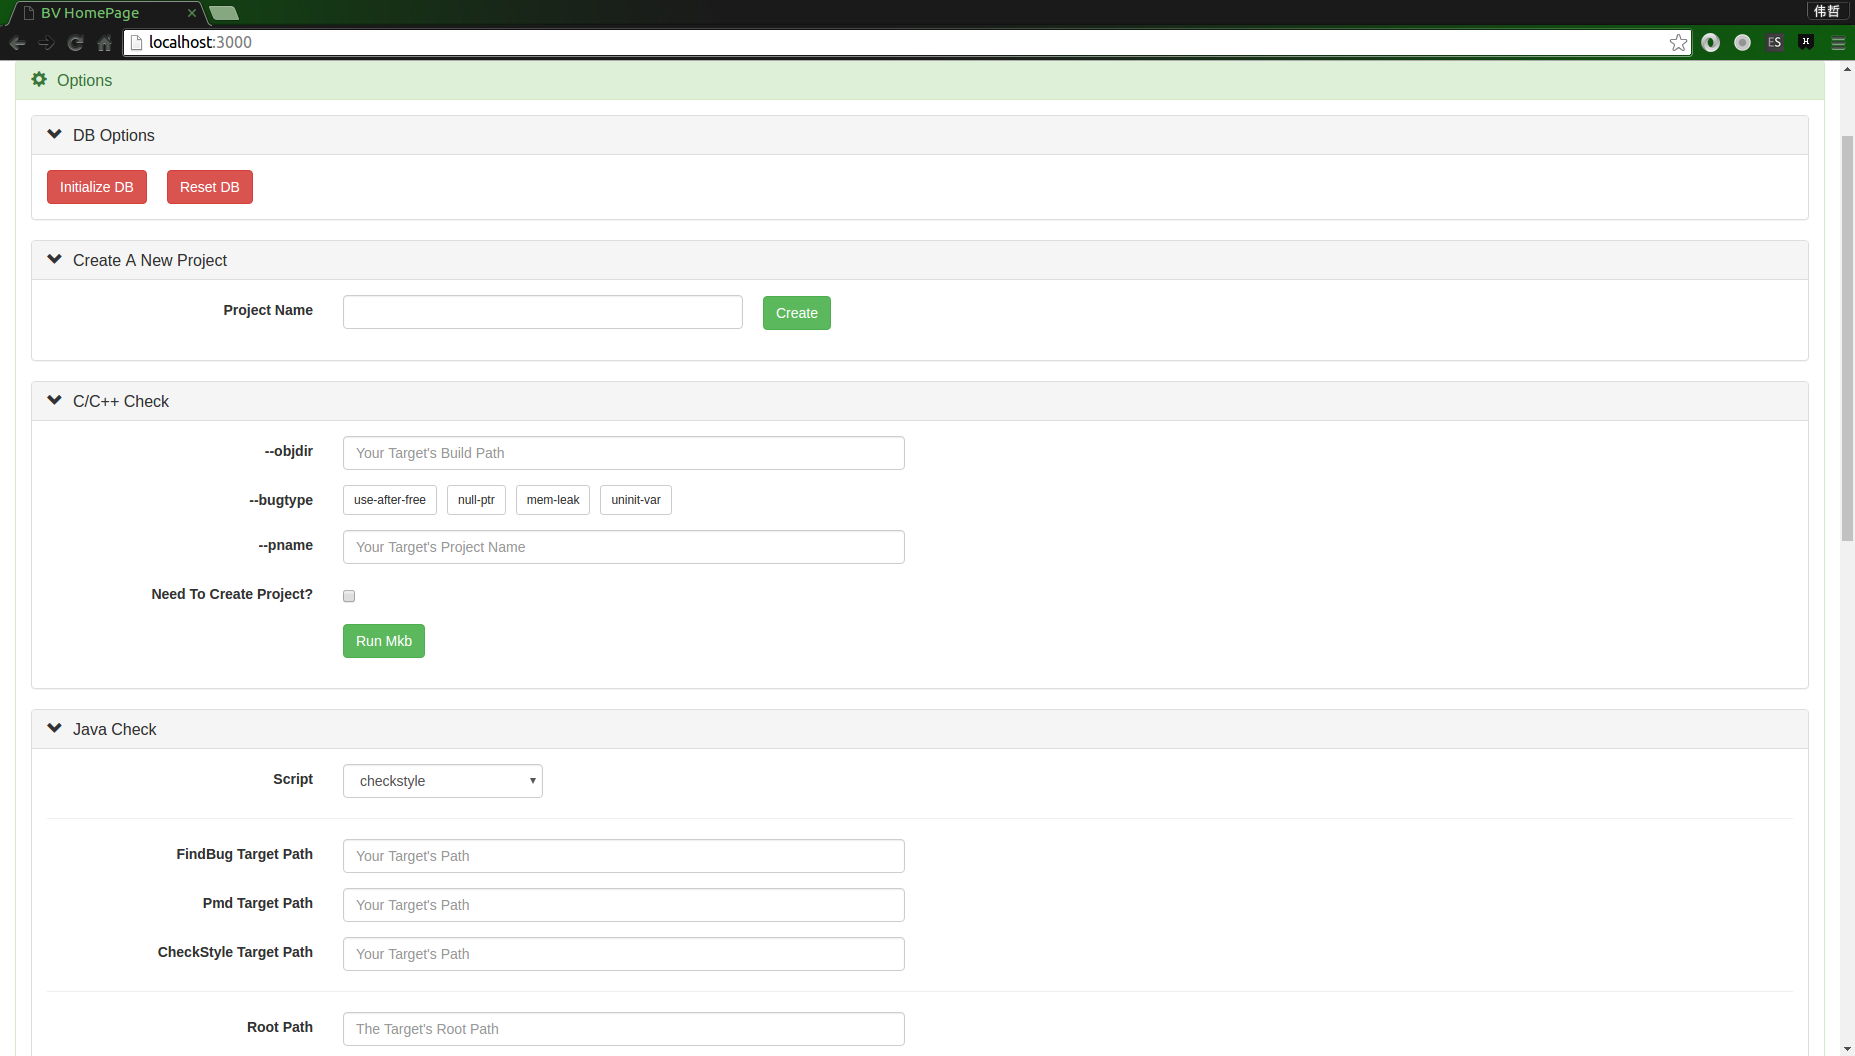 BV HomePage
伟哲
localhost:3000
ES
Options
DB Options
Initialize DB
Reset DB
Create A New Project
Project Name
Create
C/C++ Check
--objdir
Your Target's Build Path
--bugtype
use-after-free
null-ptr
mem-leak
uninit-var
--pname
Your Target's Project Name
Need To Create Project?
Run Mkb
Java Check
Script
checkstyle
FindBug Target Path
Your Target's Path
Pmd Target Path
Your Target's Path
CheckStyle Target Path
Your Target's Path
Root Path
The Target's Root Path